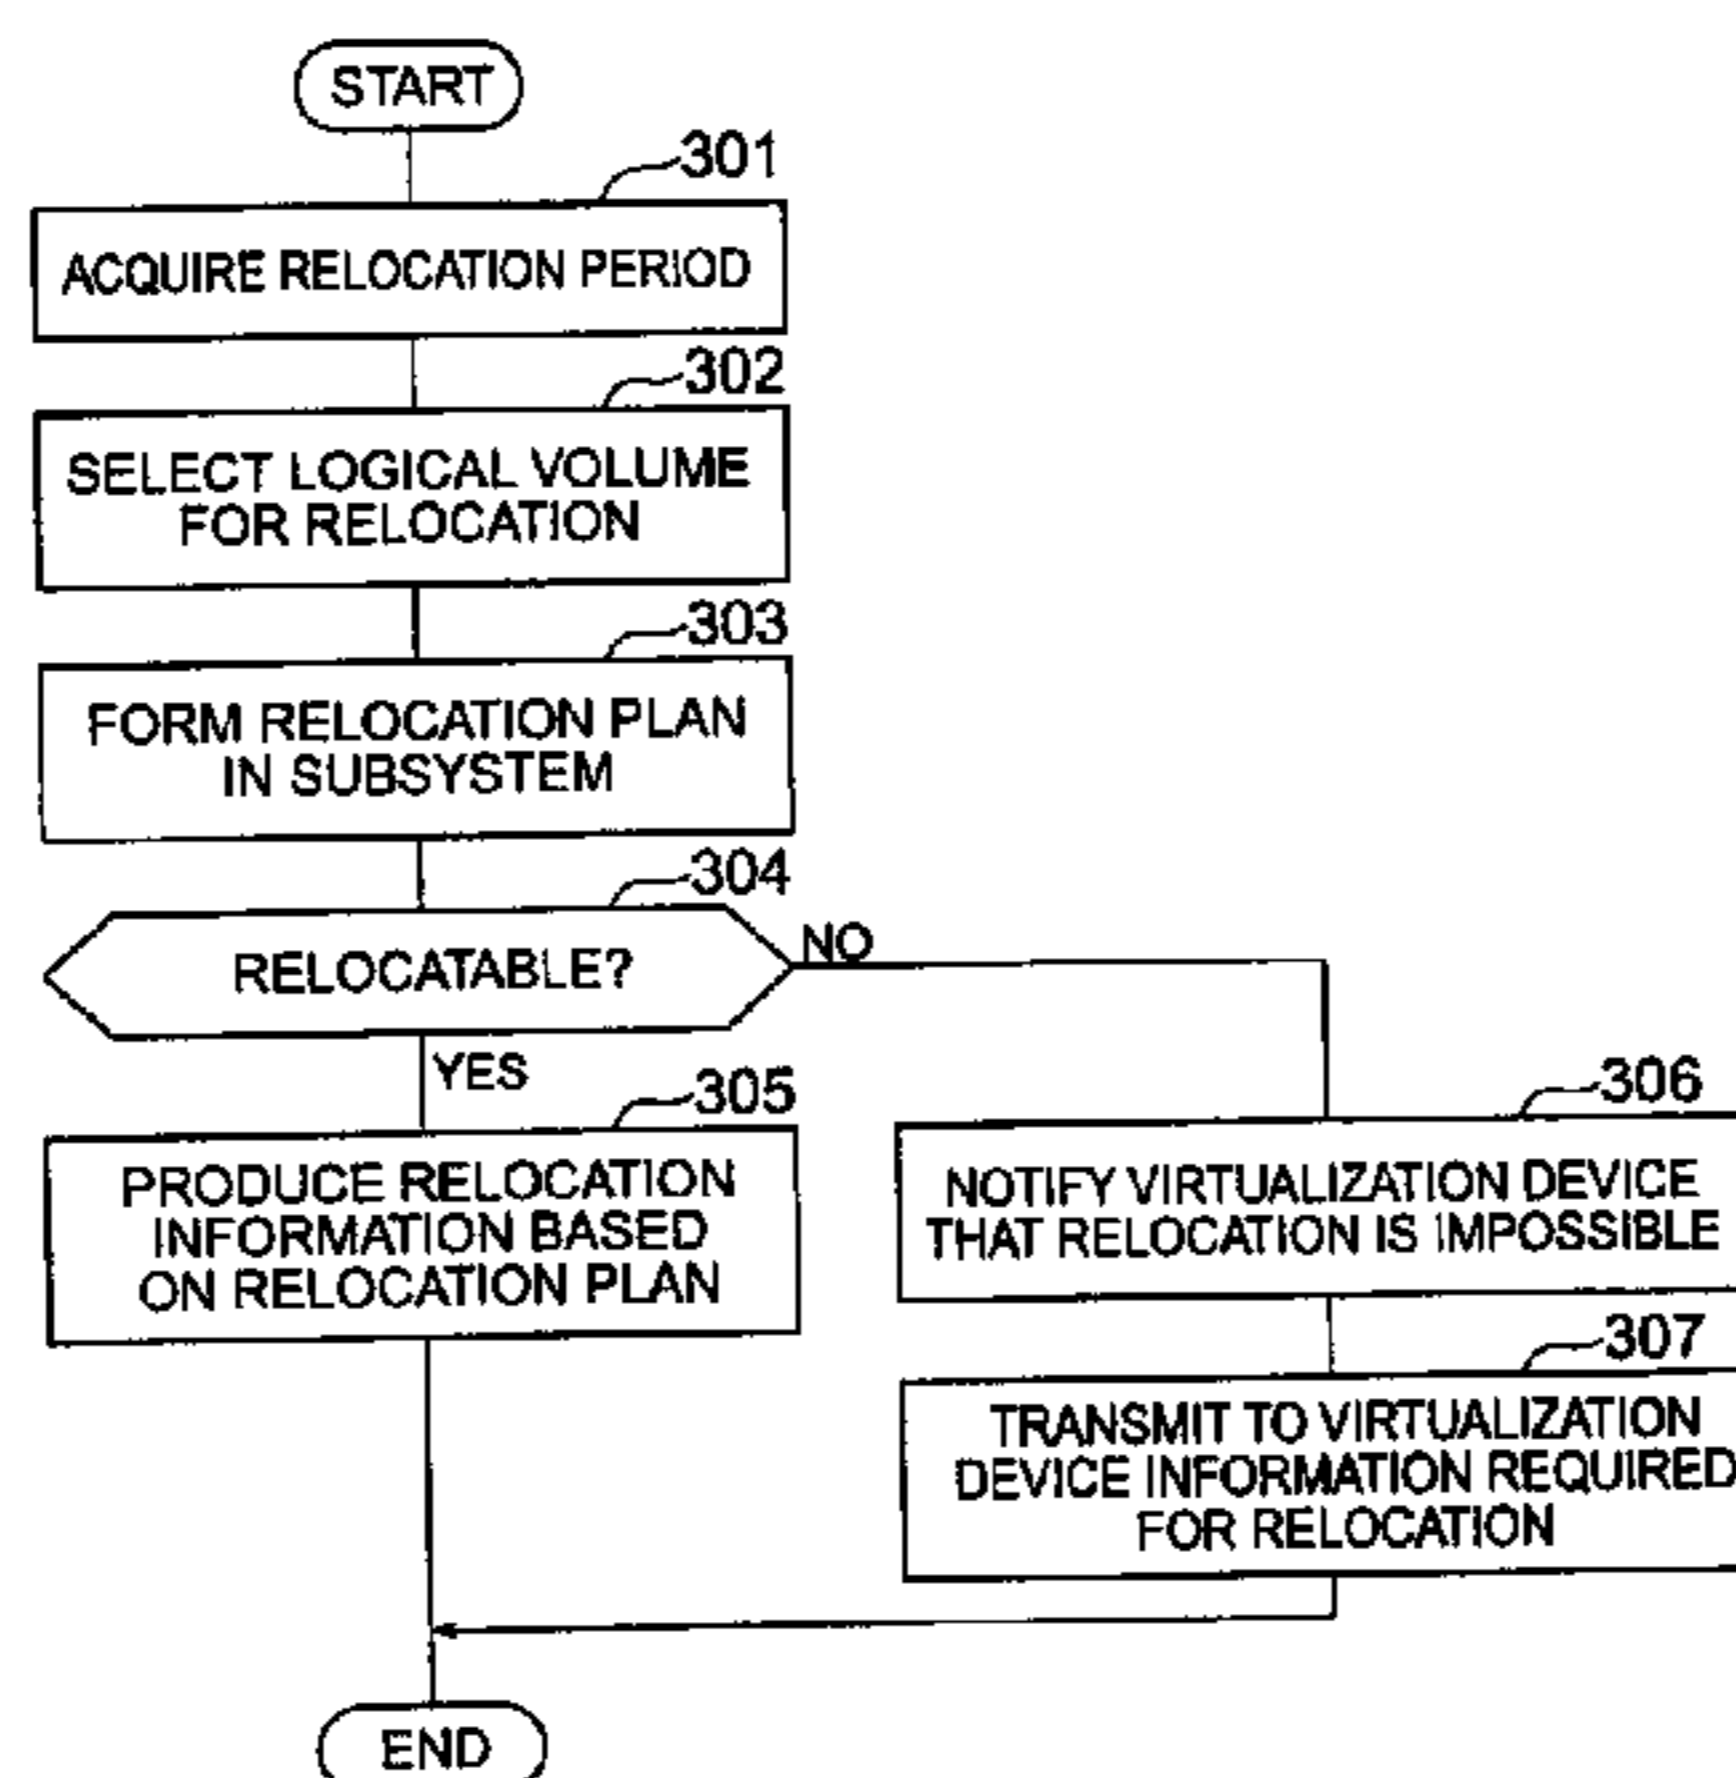 START
301
ACQUIRE RELOCATION PERIOD
302
SELECT LOGICAL VOLUME
FOR RELOCATION
303
FORM RELOCATION PLAN
IN SUBSYSTEM
304
RELOCATABLE?
NO
YES
305
PRODUCE RELOCATION
INFORMATION BASED
ON RELOCATION PLAN
306
NOTIFY VIRTUALIZATION DEVICE
THAT RELOCATION IS IMPOSSIBLE
307
TRANSMIT TO VIRTUALIZATION
DEVICE INFORMATION REQUIRED
FOR RELOCATION
END